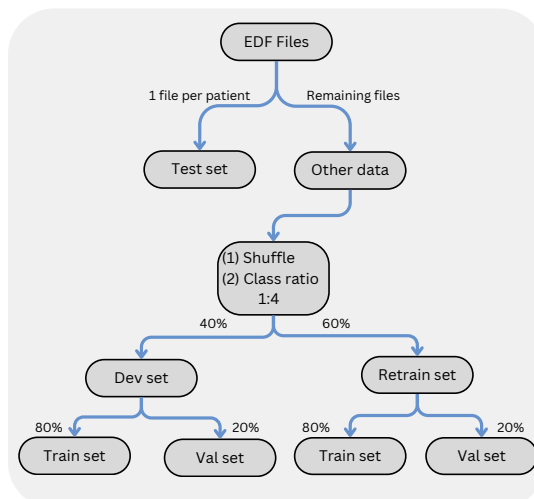 EDF Files
1 file per patient
Remaining files
Test set
Other data
(1) Shuffle
(2) Class ratio
1:4
40%
60%
Dev set
Retrain set
80%
20%
80%
20%
Train set
Val set
Train set
Val set